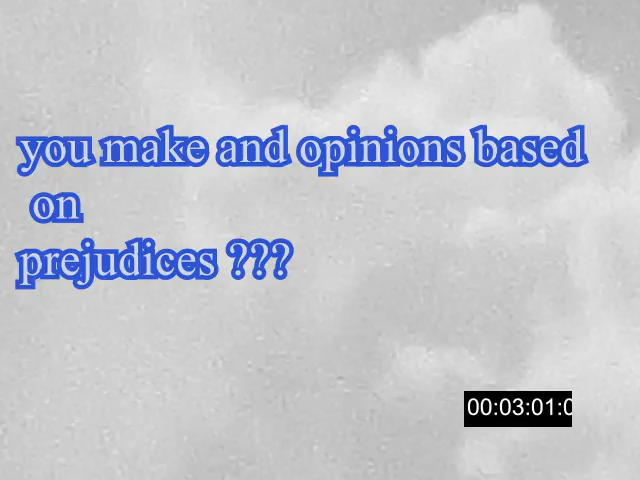 you make and opinions based
on
prejudices ???
00:03:01:0